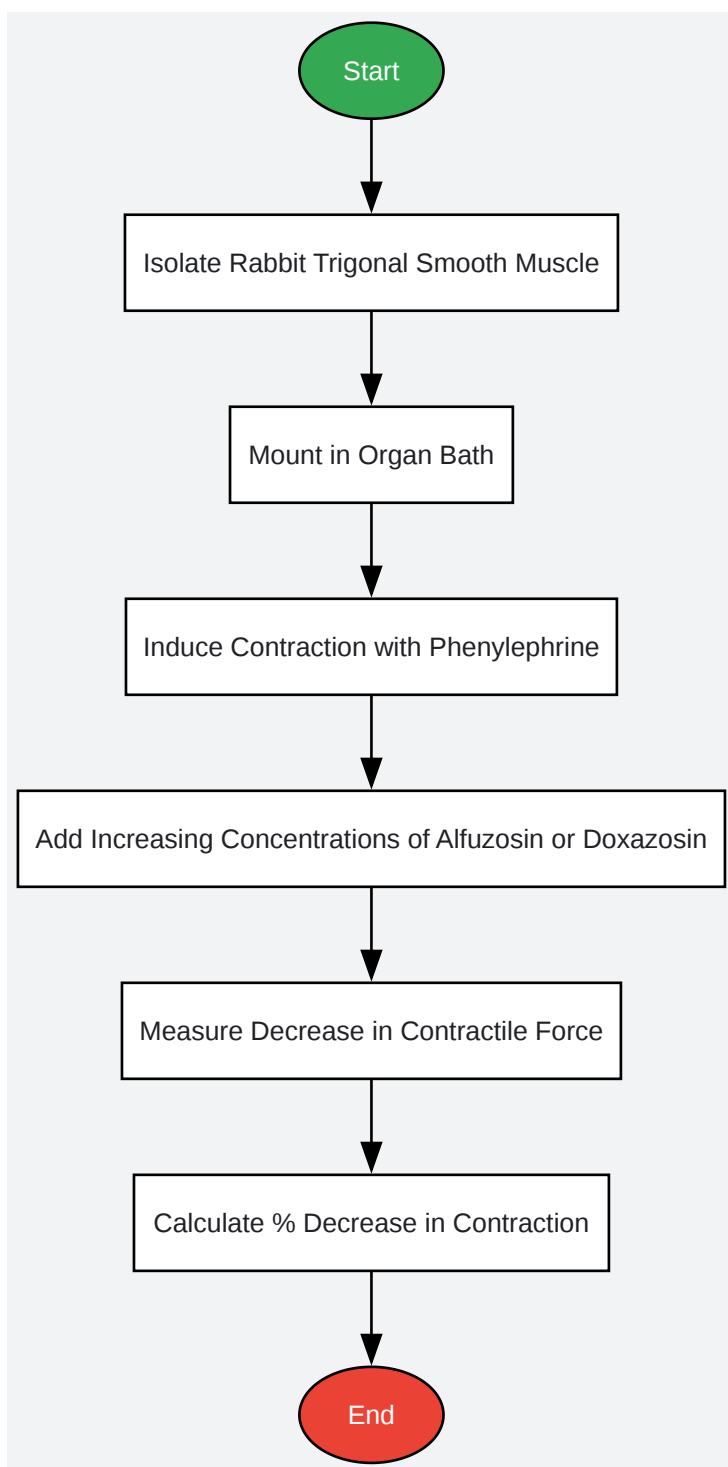 Start
Isolate Rabbit Trigonal Smooth Muscle
Mount in Organ Bath
Induce Contraction with Phenylephrine
Add Increasing Concentrations of Alfuzosin or Doxazosin
Measure Decrease in Contractile Force
Calculate % Decrease in Contraction
End